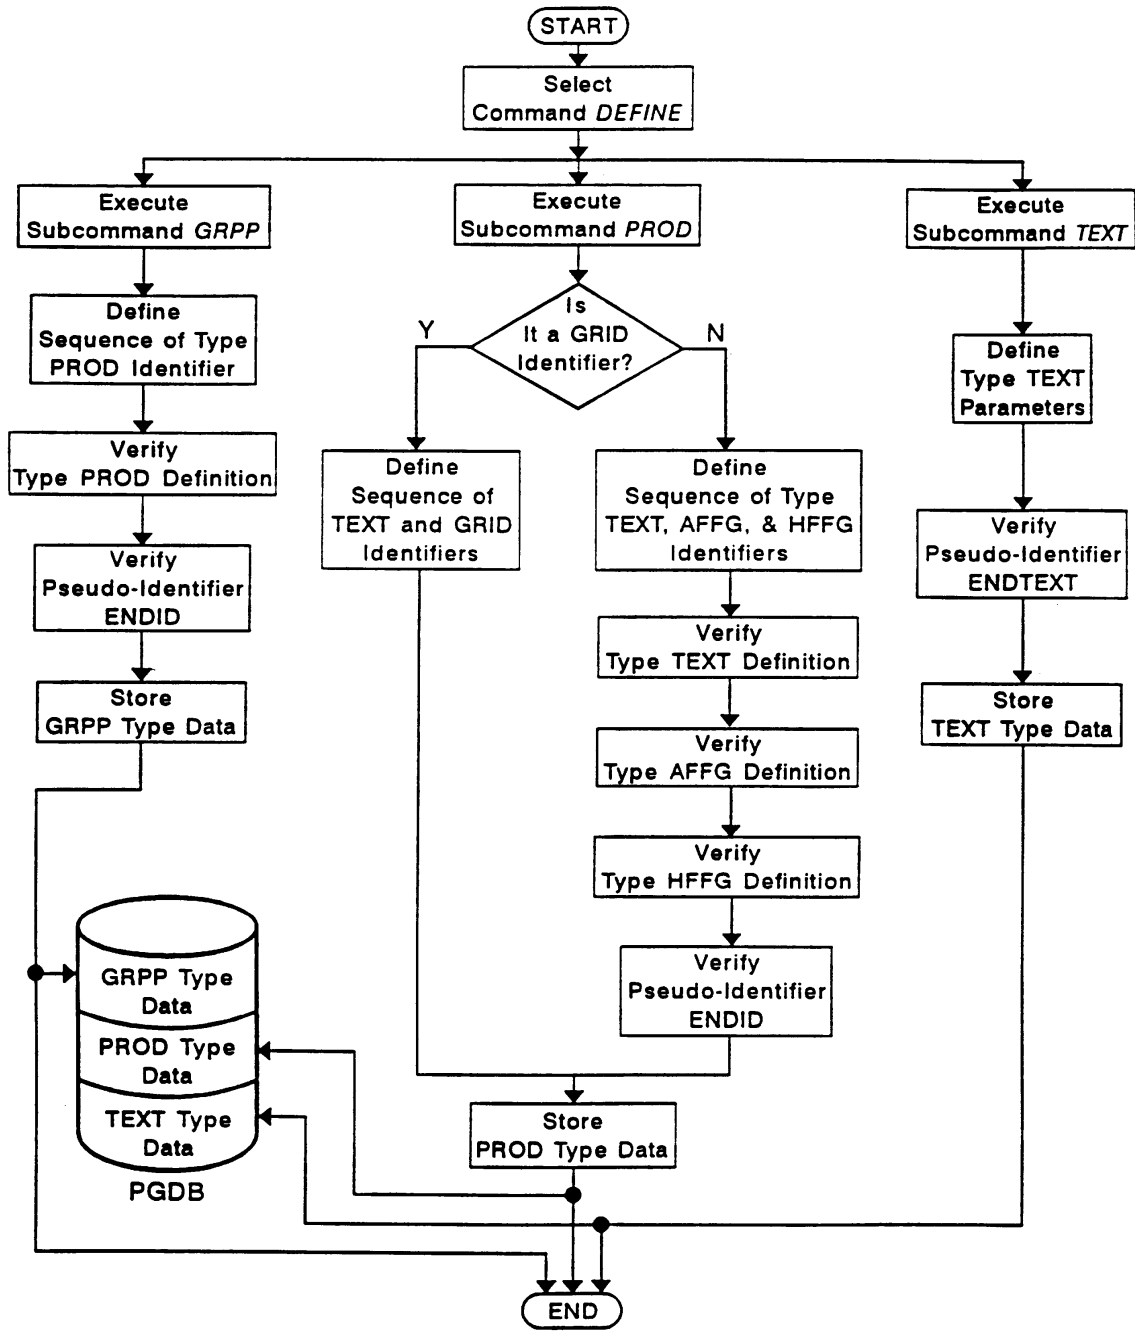 START
Select
Command DEFINE
Execute
Subcommand GRPP
Define
Sequence of Type
PROD Identifier
Verify
Type PROD Definition
Verify
Pseudo-Identifier
ENDID
Store
GRPP Type Data
Execute
Subcommand PROD
Is
It a GRID
Identifier?
Y
N
Define
Sequence of
TEXT and GRID
Identifiers
Define
Sequence of Type
TEXT, AFFG, & HFFG
Identifiers
Verify
Type TEXT Definition
Verify
Type AFFG Definition
Verify
Type HFFG Definition
Verify
Pseudo-Identifier
ENDID
Store
PROD Type Data
Execute
Subcommand TEXT
Define
Type TEXT
Parameters
Verify
Pseudo-Identifier
ENDTEXT
Store
TEXT Type Data
GRPP Type
Data
PROD Type
Data
TEXT Type
Data
PGDB
END